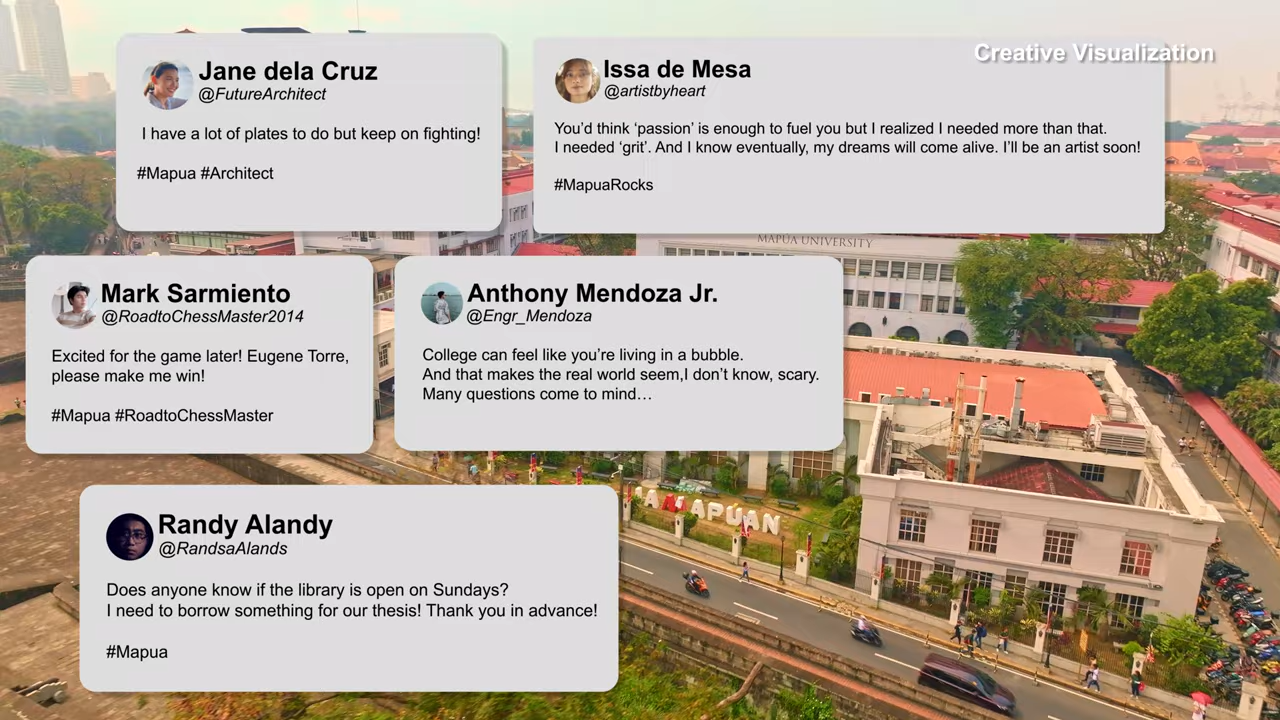 Creative Visualization
Jane dela Cruz
@FutureArchitect
I have a lot of plates to do but keep on fighting!
#Mapua #Architect
Issa de Mesa
@artistbyheart
You'd think ‘passion’ is enough to fuel you but I realized I needed more than that.
I needed ‘grit’. And I know eventually, my dreams will come alive. I'll be an artist soon!
#MapuaRocks
MAPUA UNIVERSITY
Mark Sarmiento
@RoadtoChessMaster2014
Excited for the game later! Eugene Torre,
please make me win!
#Mapua #RoadtoChessMaster
Anthony Mendoza Jr.
@Engr_Mendoza
College can feel like you're living in a bubble.
And that makes the real world seem,I don't know, scary.
Many questions come to mind…
Randy Alandy
@RandsaAlands
Does anyone know if the library is open on Sundays?
I need to borrow something for our thesis! Thank you in advance!
#Mapua